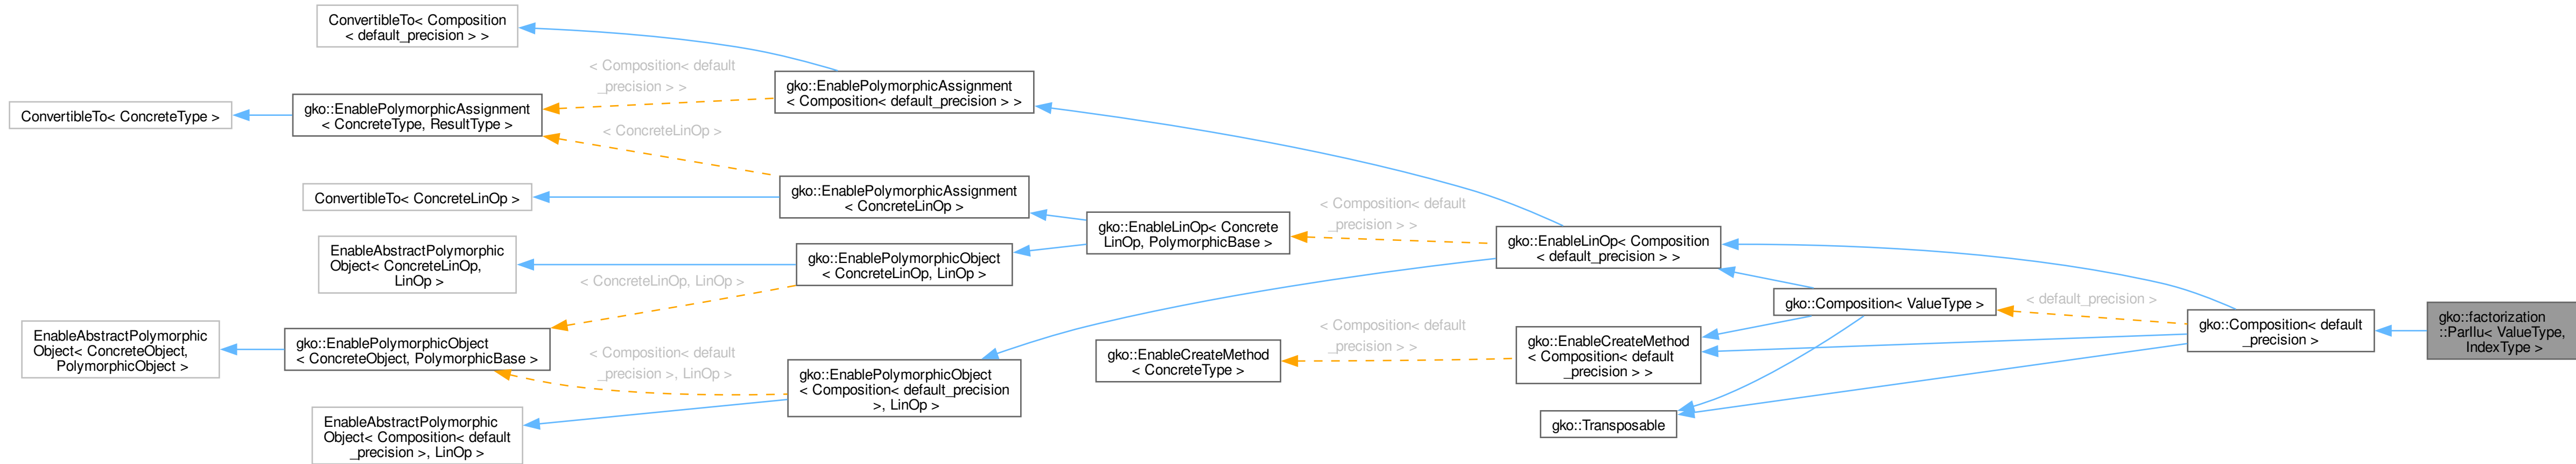 ConvertibleTo< Composition
< default_precision > >
ConvertibleTo< ConcreteType >
gko::EnablePolymorphicAssignment
< ConcreteType, ResultType >
ConvertibleTo< ConcreteLinOp >
EnableAbstractPolymorphic
Object< ConcreteLinOp,
LinOp >
EnableAbstractPolymorphic
Object< ConcreteObject,
PolymorphicObject >
gko::EnablePolymorphicObject
< ConcreteObject, PolymorphicBase >
EnableAbstractPolymorphic
Object< Composition< default
_precision >, LinOp >
< Composition< default
_precision > >
< ConcreteLinOp >
< ConcreteLinOp, LinOp >
< Composition< default
_precision >, LinOp >
gko::EnablePolymorphicAssignment
< Composition< default_precision > >
gko::EnablePolymorphicAssignment
< ConcreteLinOp >
gko::EnablePolymorphicObject
< ConcreteLinOp, LinOp >
gko::EnablePolymorphicObject
< Composition< default_precision
>, LinOp >
gko::EnableLinOp< Concrete
LinOp, PolymorphicBase >
gko::EnableCreateMethod
< ConcreteType >
< Composition< default
_precision > >
< Composition< default
_precision > >
gko::EnableLinOp< Composition
< default_precision > >
gko::EnableCreateMethod
< Composition< default
_precision > >
gko::Transposable
gko::Composition< ValueType >
< default_precision >
gko::Composition< default
_precision >
gko::factorization
::ParIlu< ValueType,
IndexType >